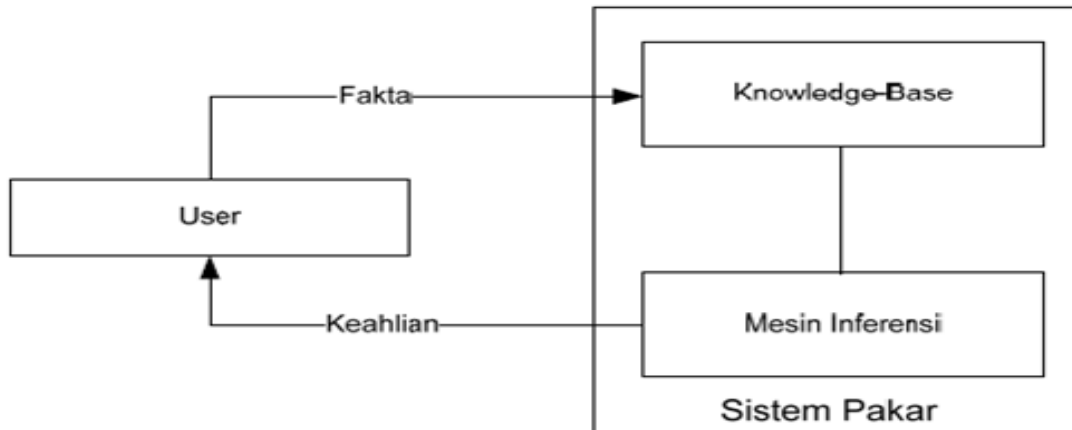 Knowledge-Base
Fakta
User
Keahlian
Mesin Inferensi
Sistem Pakar